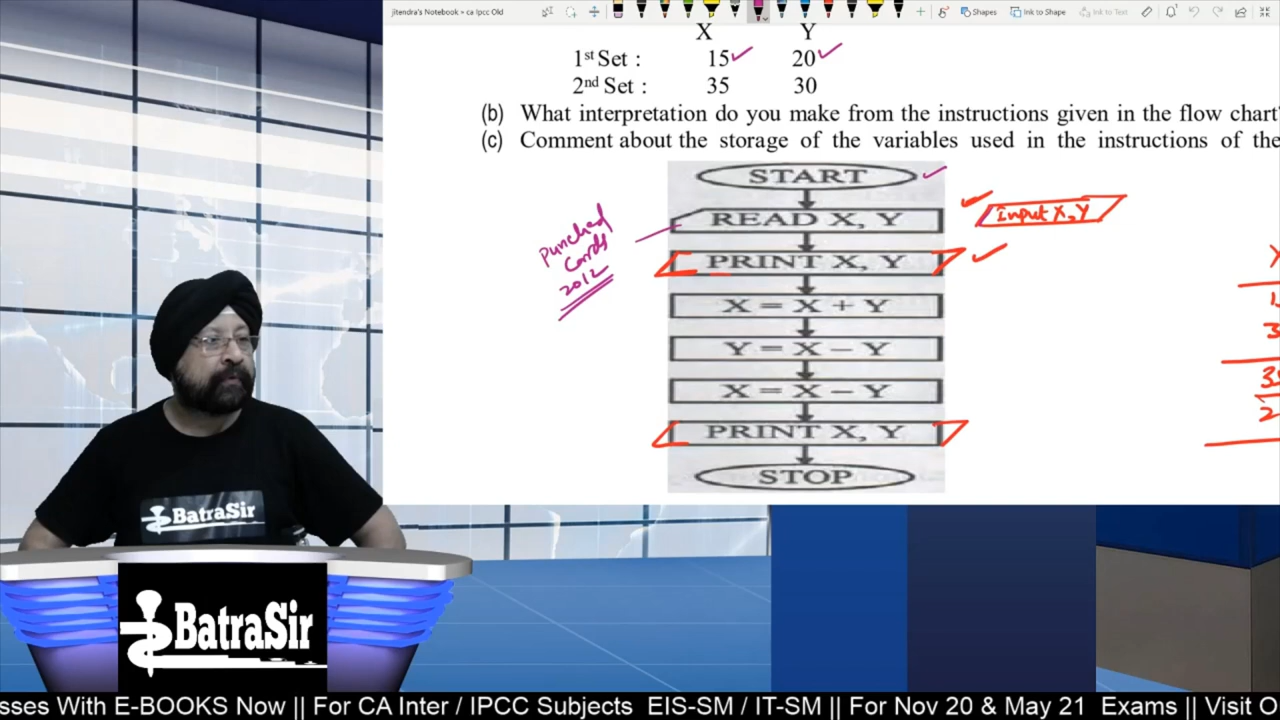 jitendra's Notebook » ca Ipcc Old
Shapes
Ink to Shape
Ink to Text
X Y
1st Set : 15 20
2nd Set : 35 30
(b) What interpretation do you make from the instructions given in the flow chart?
(c) Comment about the storage of the variables used in the instructions of the
START
READ X, Y
Input X, Y
Punched
Cards
2012
PRINT X, Y
X = X + Y
Y = X – Y
X = X – Y
PRINT X, Y
STOP
BatraSir
BatraSir
sses With E-BOOKS Now || For CA Inter / IPCC Subjects EIS-SM / IT-SM || For Nov 20 & May 21 Exams || Visit O